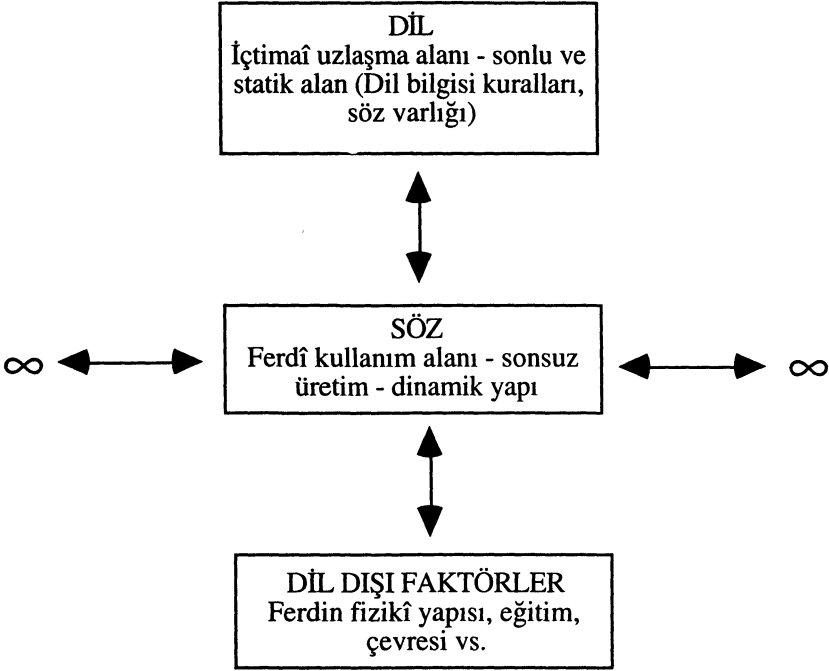 DİL
İçtimaî uzlaşma alanı - sonlu ve
statik alan (Dil bilgisi kuralları,
söz varlığı)
SÖZ
Ferdî kullanım alanı - sonsuz
üretim - dinamik yapı
∞
∞
DİL DIŞI FAKTÖRLER
Ferdin fizikî yapısı, eğitim,
çevresi vs.